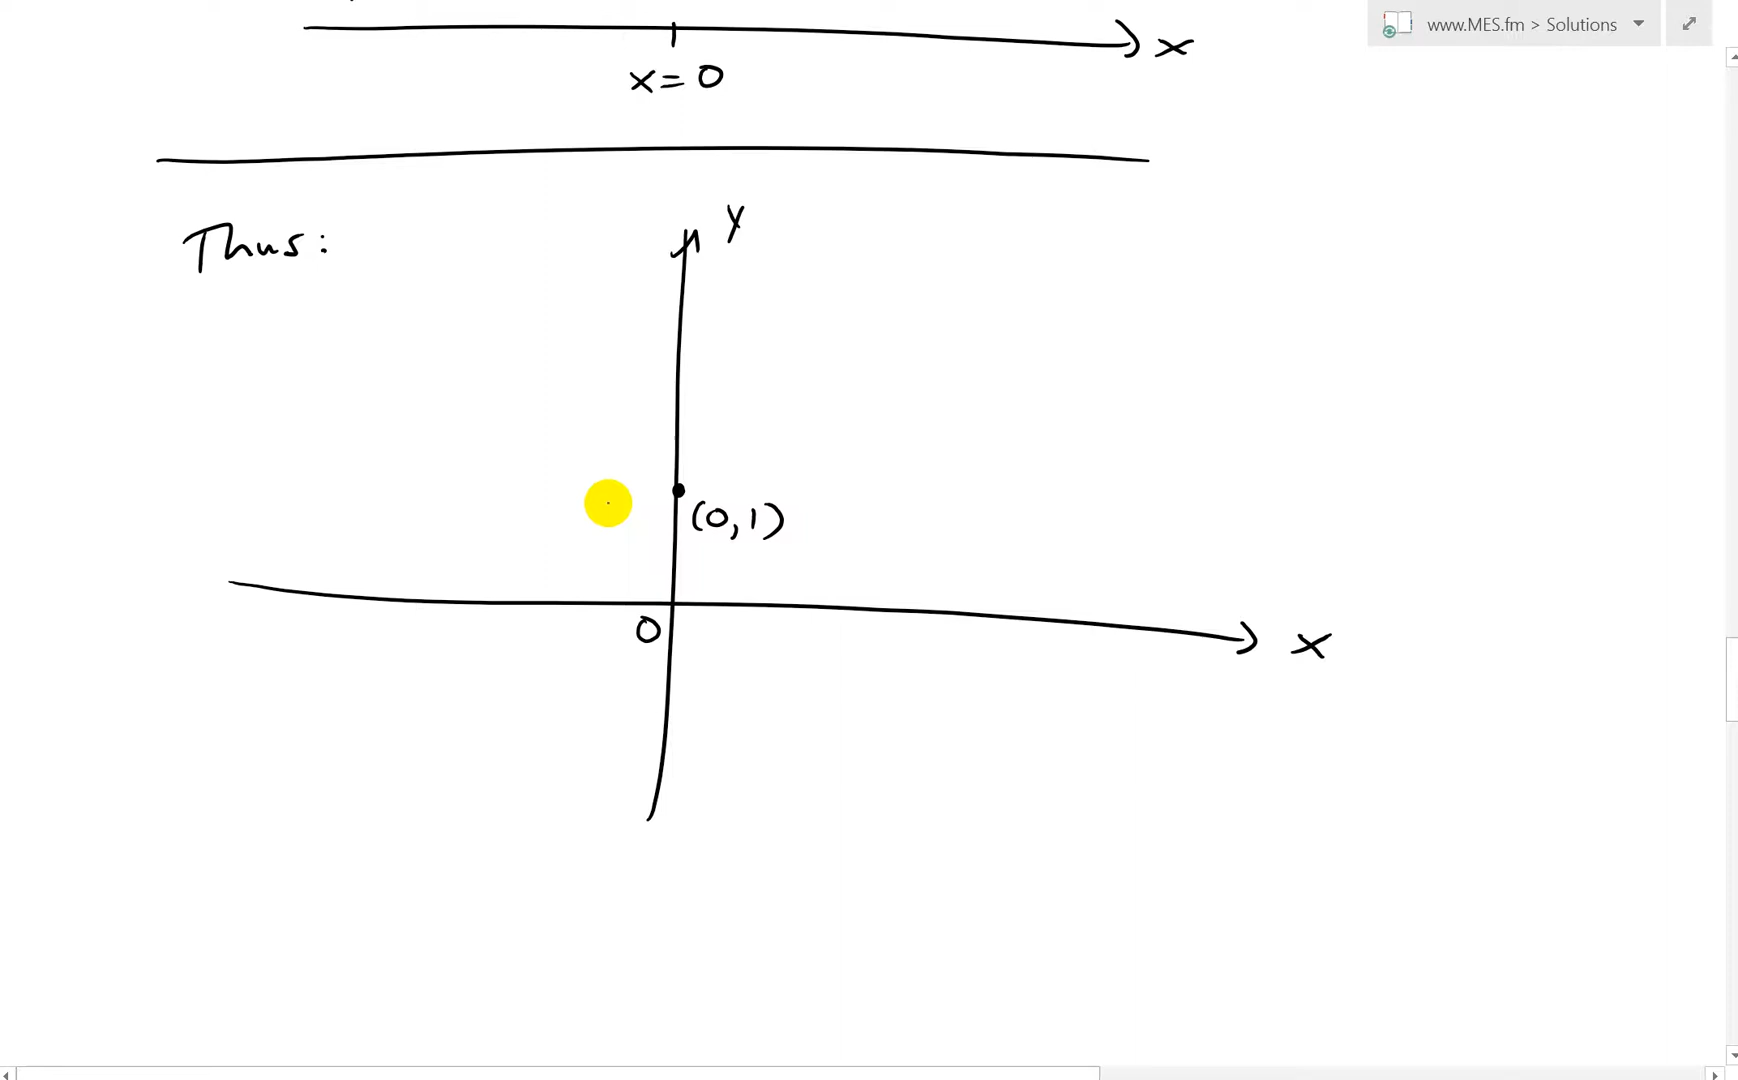 www.MES.fm > Solutions
x
x = 0
Thus:
y
(0,1)
0
x